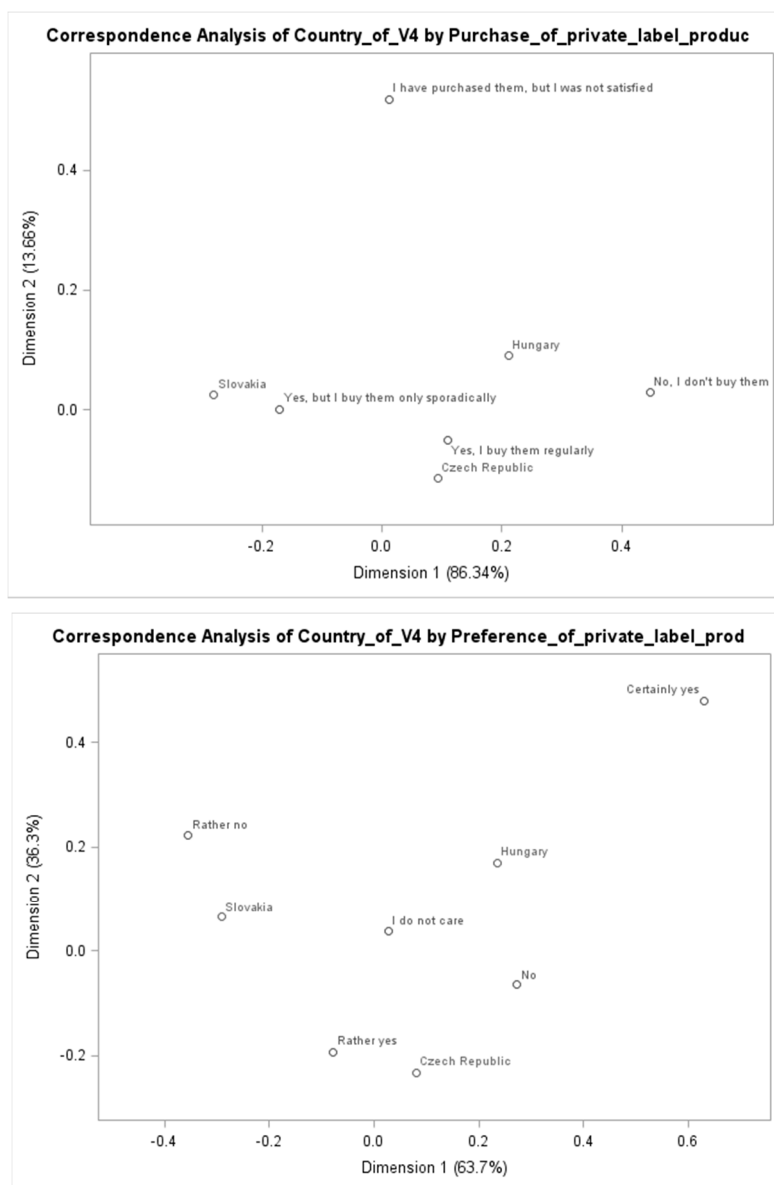 Correspondence Analysis of Country_of_V4 by Purchase_of_private_label_produc
I have purchased them, but I was not satisfied
0.4
0.2
Hungary
Slovakia
No, I don't buy them
Yes, but I buy them only sporadically
0.0
Yes, I buy them regularly
Czech Republic
Dimension 2 (13.66%)
-0.2
0.0
0.2
0.4
Dimension 1 (86.34%)
Correspondence Analysis of Country_of_V4 by Preference_of_private_label_prod
Certainly yes
0.4
Rather no
0.2
Hungary
Slovakia
I do not care
0.0
No
Rather yes
-0.2
Czech Republic
Dimension 2 (36.3%)
-0.4
-0.2
0.0
0.2
0.4
0.6
Dimension 1 (63.7%)